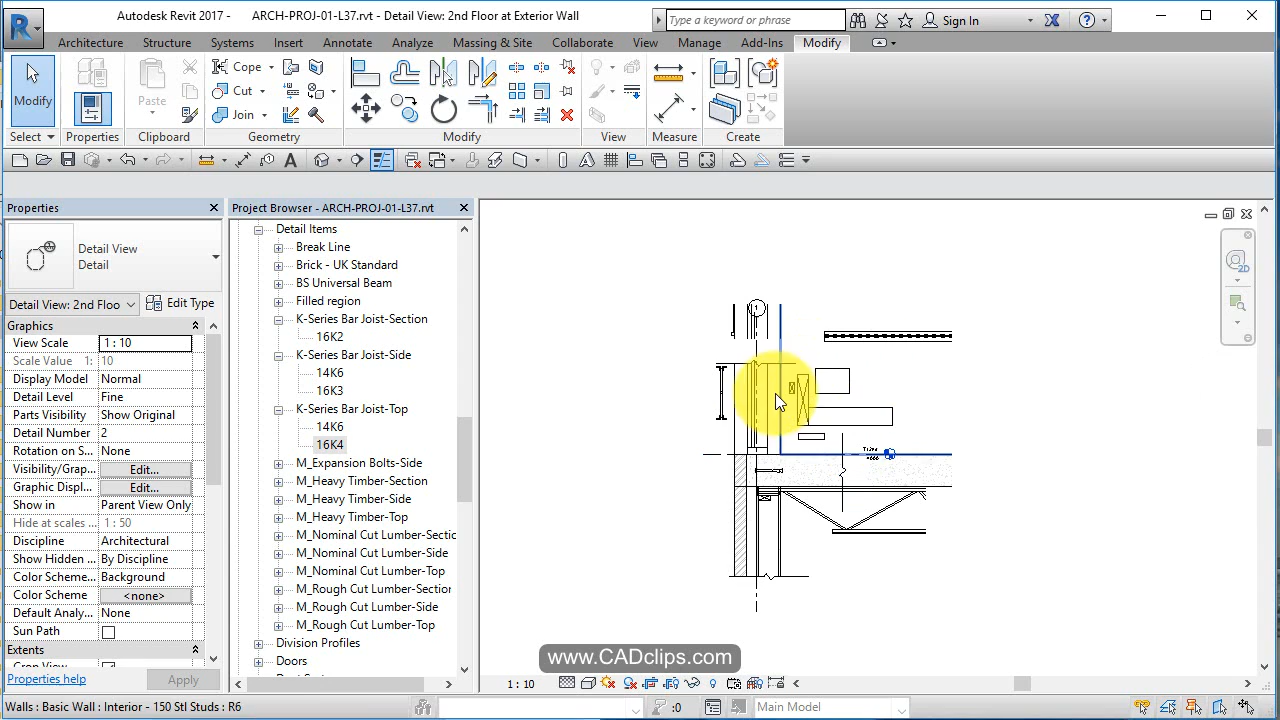 Autodesk Revit 2017 - ARCH-PROJ-01-L37.rvt - Detail View: 2nd Floor at Exterior Wall
Type a keyword or phrase
Sign In
Architecture Structure Systems Insert Annotate Analyze Massing & Site Collaborate View Manage Add-Ins Modify
Modify
Paste
Cope
Cut
Join
Select Properties Clipboard Geometry Modify View Measure Create
Properties
Project Browser - ARCH-PROJ-01-L37.rvt
Detail View
Detail
Detail View: 2nd Floo
Edit Type
Graphics
View Scale 1 : 10
Scale Value 1: 10
Display Model Normal
Detail Level Fine
Parts Visibility Show Original
Detail Number 2
Rotation on S... None
Visibility/Grap... Edit...
Graphic Displ... Edit...
Show in Parent View Only
Hide at scales ... 1 : 50
Discipline Architectural
Show Hidden ... By Discipline
Color Scheme... Background
Color Scheme <none>
Default Analy... None
Sun Path
Extents
Crop View
Properties help
Apply
Detail Items
Break Line
Brick - UK Standard
BS Universal Beam
Filled region
K-Series Bar Joist-Section
16K2
K-Series Bar Joist-Side
14K6
16K3
K-Series Bar Joist-Top
14K6
16K4
M_Expansion Bolts-Side
M_Heavy Timber-Section
M_Heavy Timber-Side
M_Heavy Timber-Top
M_Nominal Cut Lumber-Sectic
M_Nominal Cut Lumber-Side
M_Nominal Cut Lumber-Top
M_Rough Cut Lumber-Section
M_Rough Cut Lumber-Side
M_Rough Cut Lumber-Top
Division Profiles
Doors
2D
www.CADclips.com
1 : 10
Walls : Basic Wall : Interior - 150 Stl Studs : R6
:0
Main Model